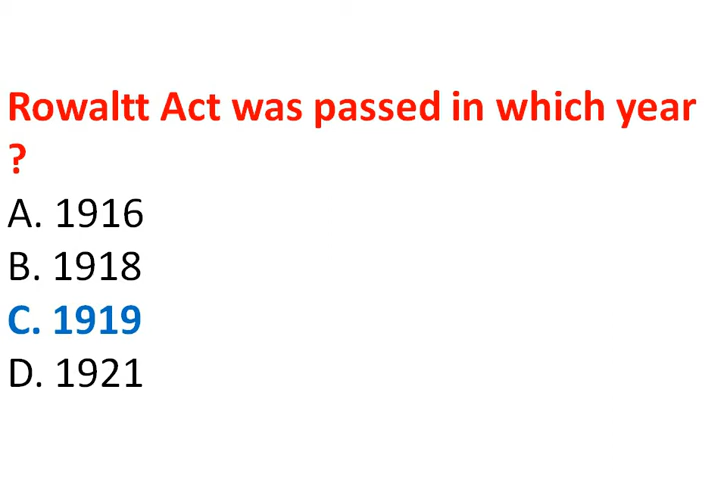 Rowaltt Act was passed in which year
?
A. 1916
B. 1918
C. 1919
D. 1921